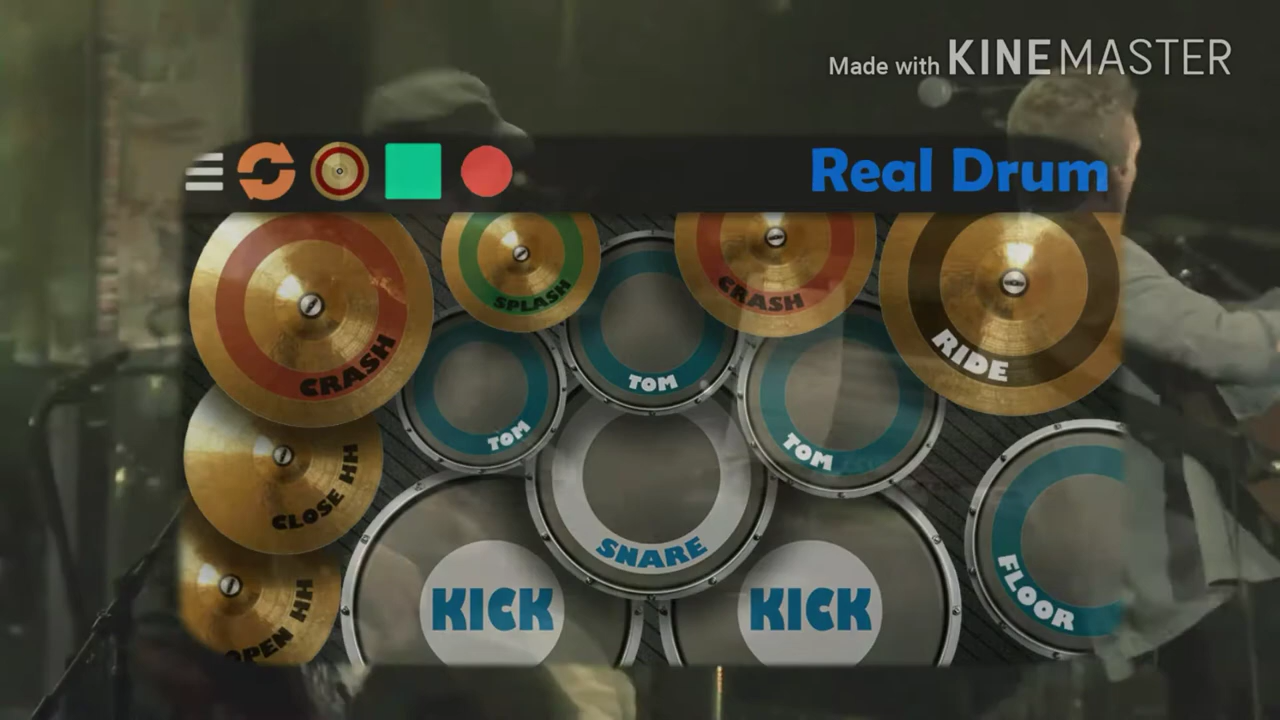 Made with KINEMASTER
Real Drum
SPLASH
CRASH
CRASH
RIDE
TOM
TOM
TOM
CLOSE HH
SNARE
FLOOR
KICK
KICK
OPEN HH